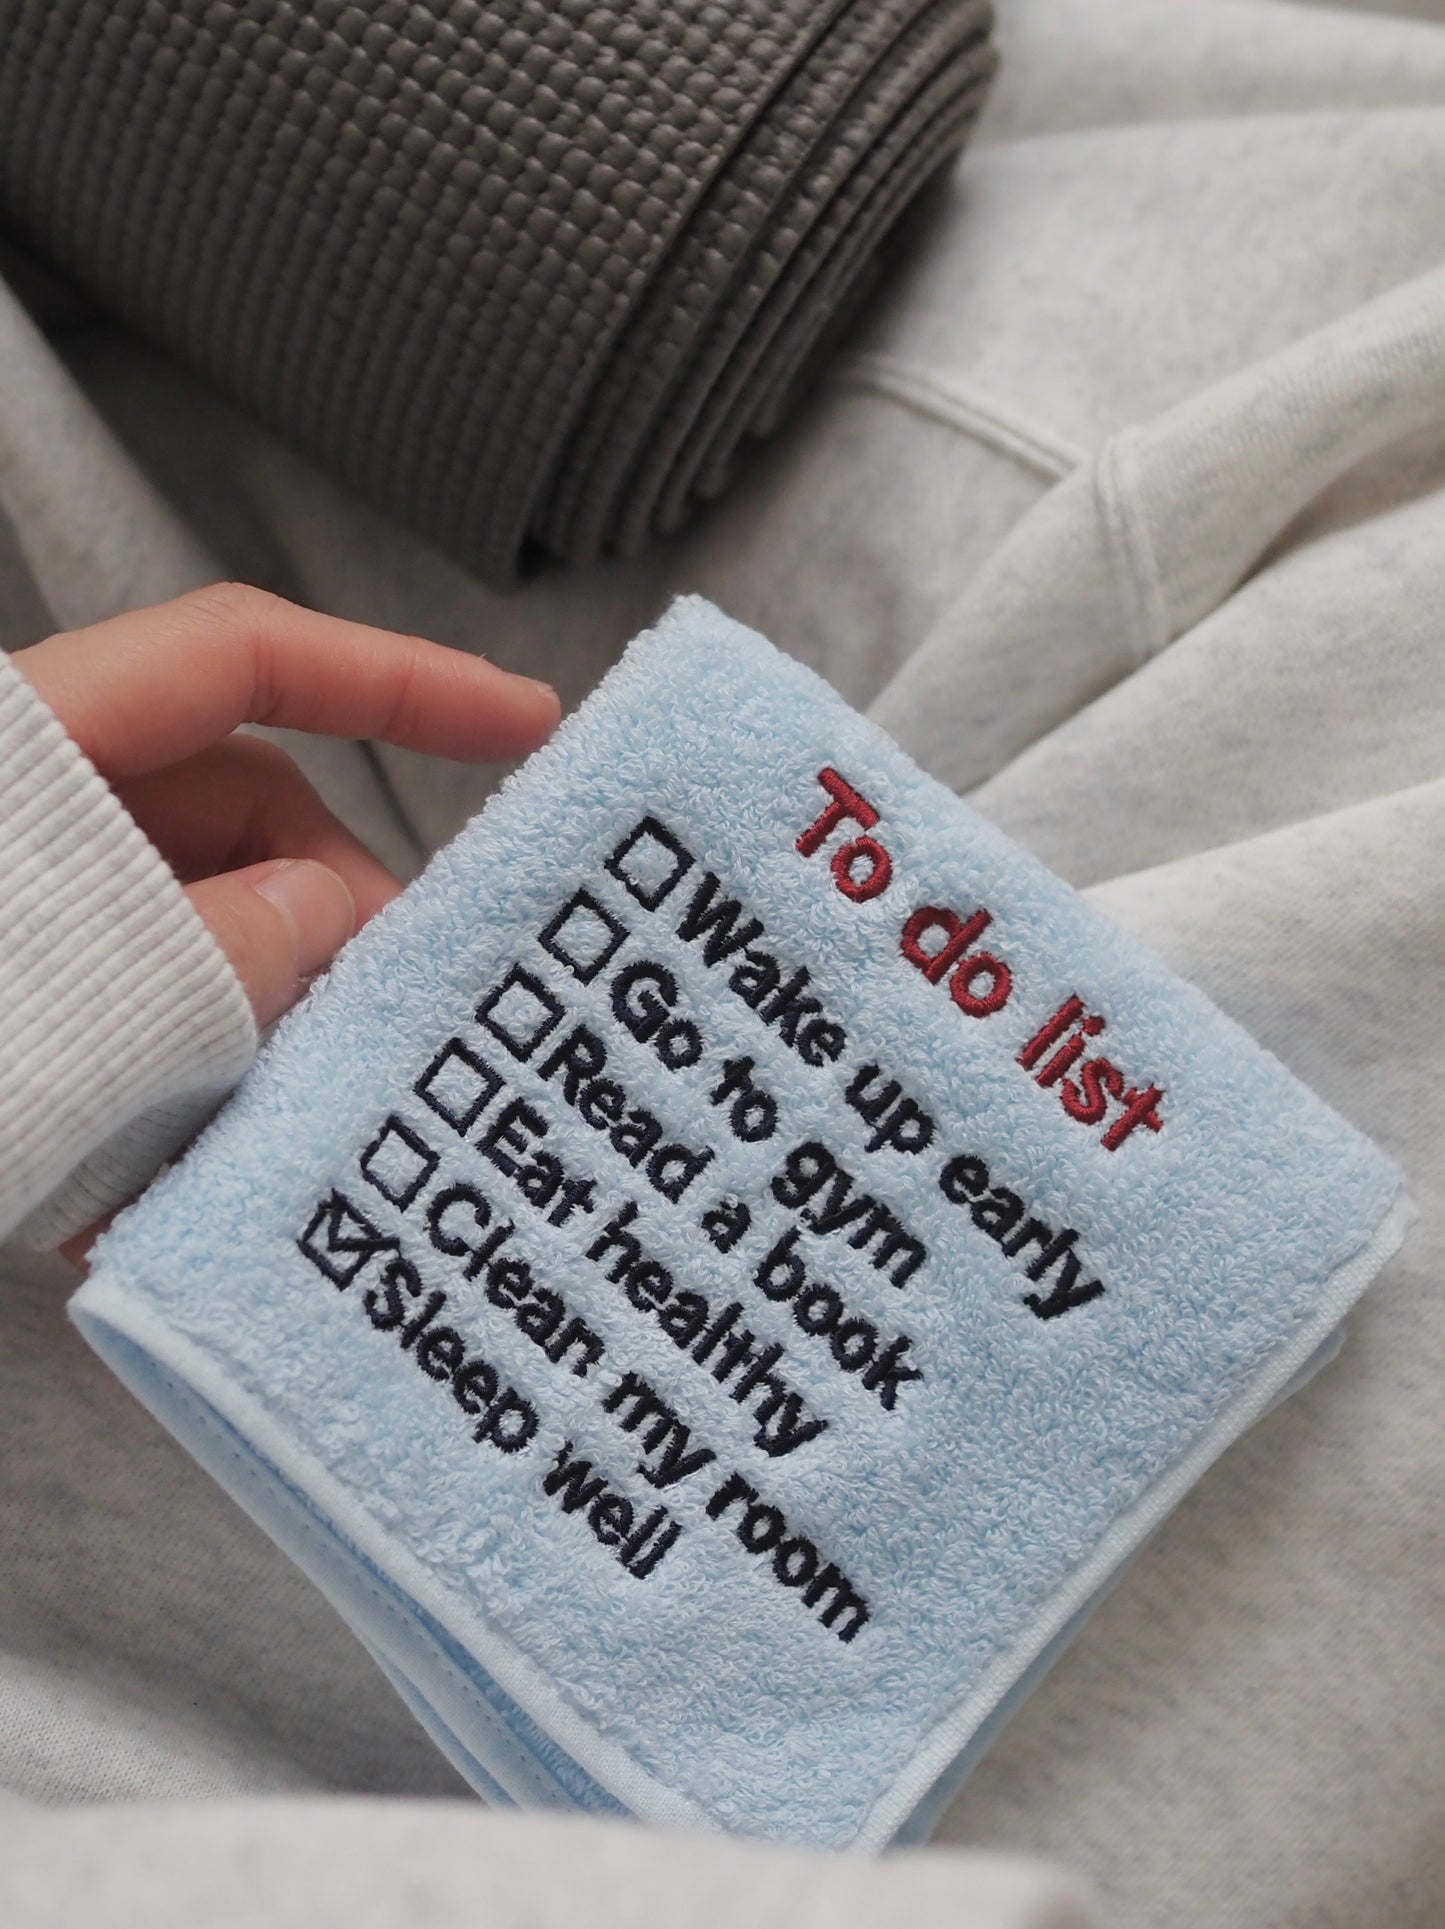 To do list
☐ Wake up early
☐ Go to gym
☐ Read a book
☐ Eat healthy
☐ Clean my room
☑ Sleep well